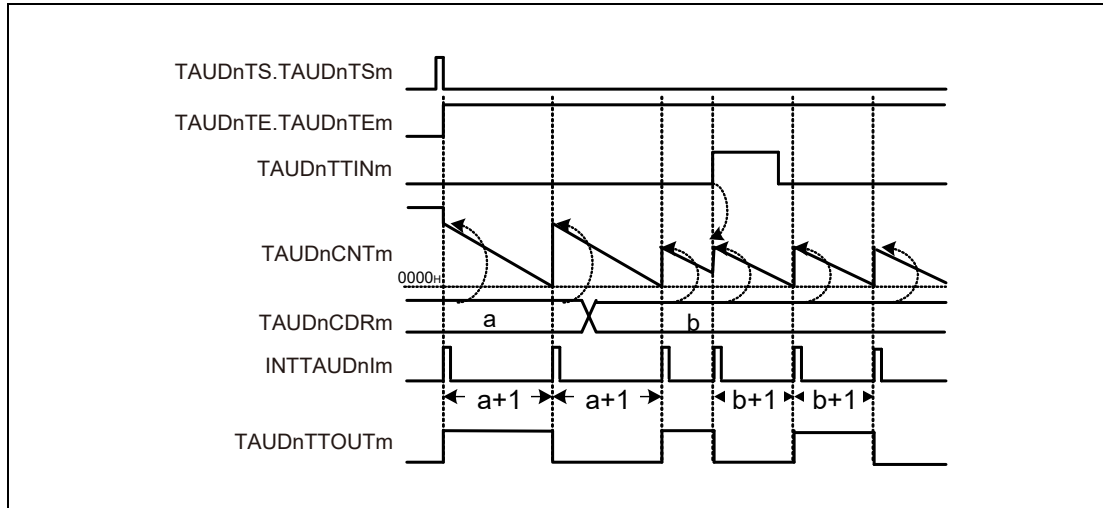 TAUDnTS.TAUDnTSm
TAUDnTE.TAUDnTEm
TAUDnTTINm
TAUDnCNTm
0000H
TAUDnCDRm
a
b
INTTAUDnIm
a+1 a+1 b+1 b+1
TAUDnTTOUTm